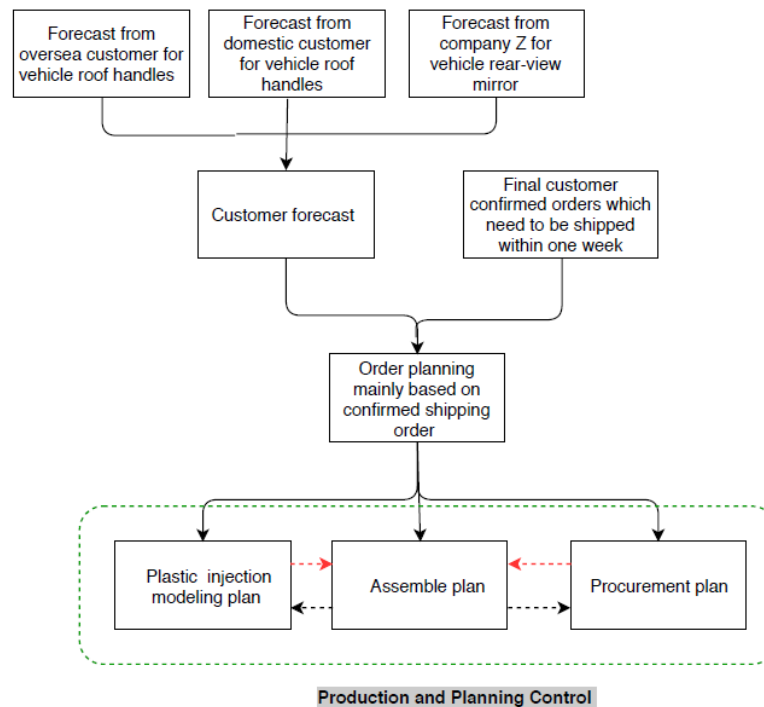 Forecast from
oversea customer for
vehicle roof handles
Forecast from
domestic customer
for vehicle roof
handles
Forecast from
company Z for
vehicle rear-view
mirror
Customer forecast
Final customer
confirmed orders which
need to be shipped
within one week
Order planning
mainly based on
confirmed shipping
order
Plastic injection
modeling plan
Assemble plan
Procurement plan
Production and Planning Control